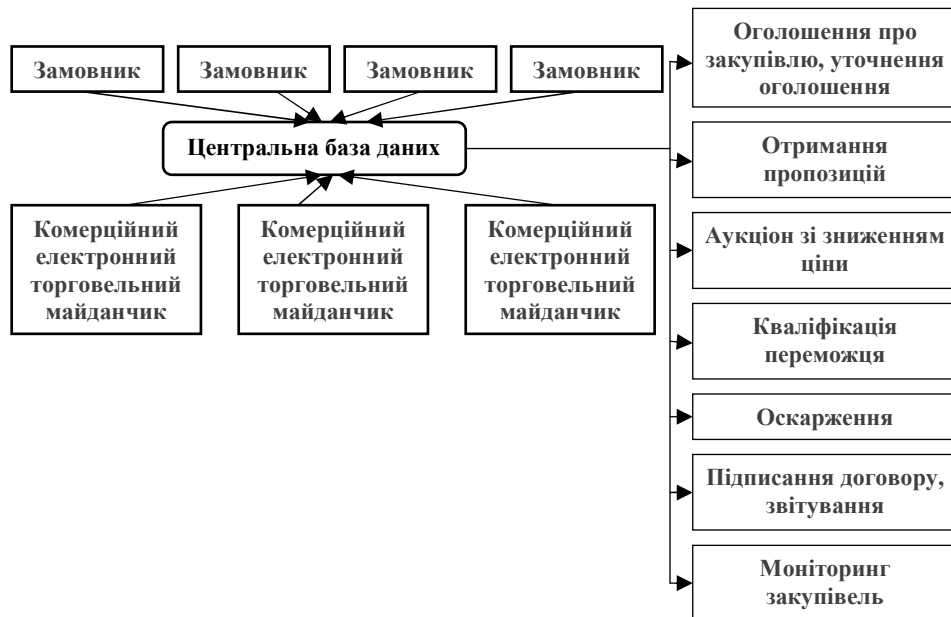 Замовник
Замовник
Замовник
Замовник
Центральна база даних
Комерційний
електронний
торговельний
майданчик
Комерційний
електронний
торговельний
майданчик
Комерційний
електронний
торговельний
майданчик
Оголошення про
закупівлю, уточнення
оголошення
Отримання
пропозицій
Аукціон зі зниженням
ціни
Кваліфікація
переможця
Оскарження
Підписання договору,
звітування
Моніторинг
закупівель